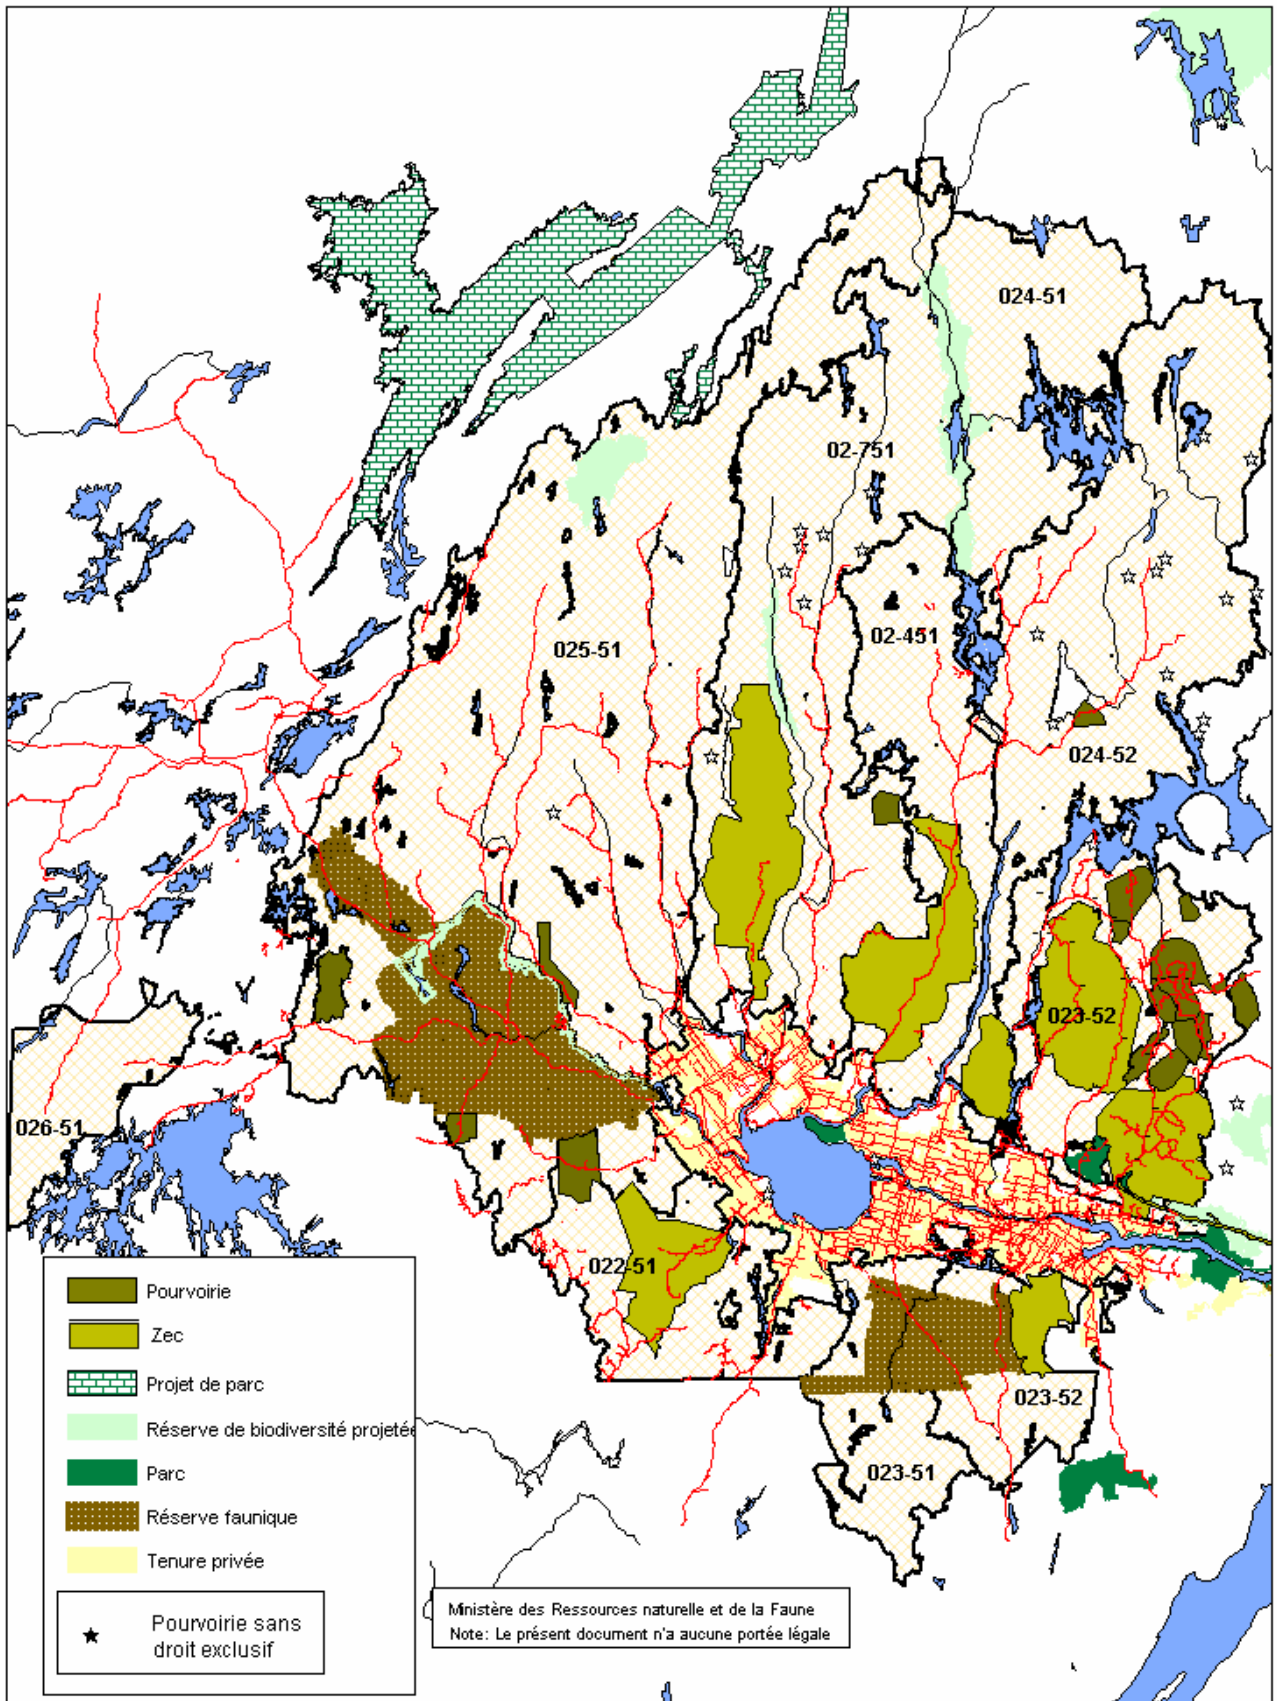 024-51
02-751
025-51
02-451
024-52
023-52
026-51
022-51
023-52
023-51
Pourvoirie
Zec
Projet de parc
Réserve de biodiversité projetée
Parc
Réserve faunique
Tenure privée
Pourvoirie sans
droit exclusif
Ministère des Ressources naturelle et de la Faune
Note: Le présent document n'a aucune portée légale